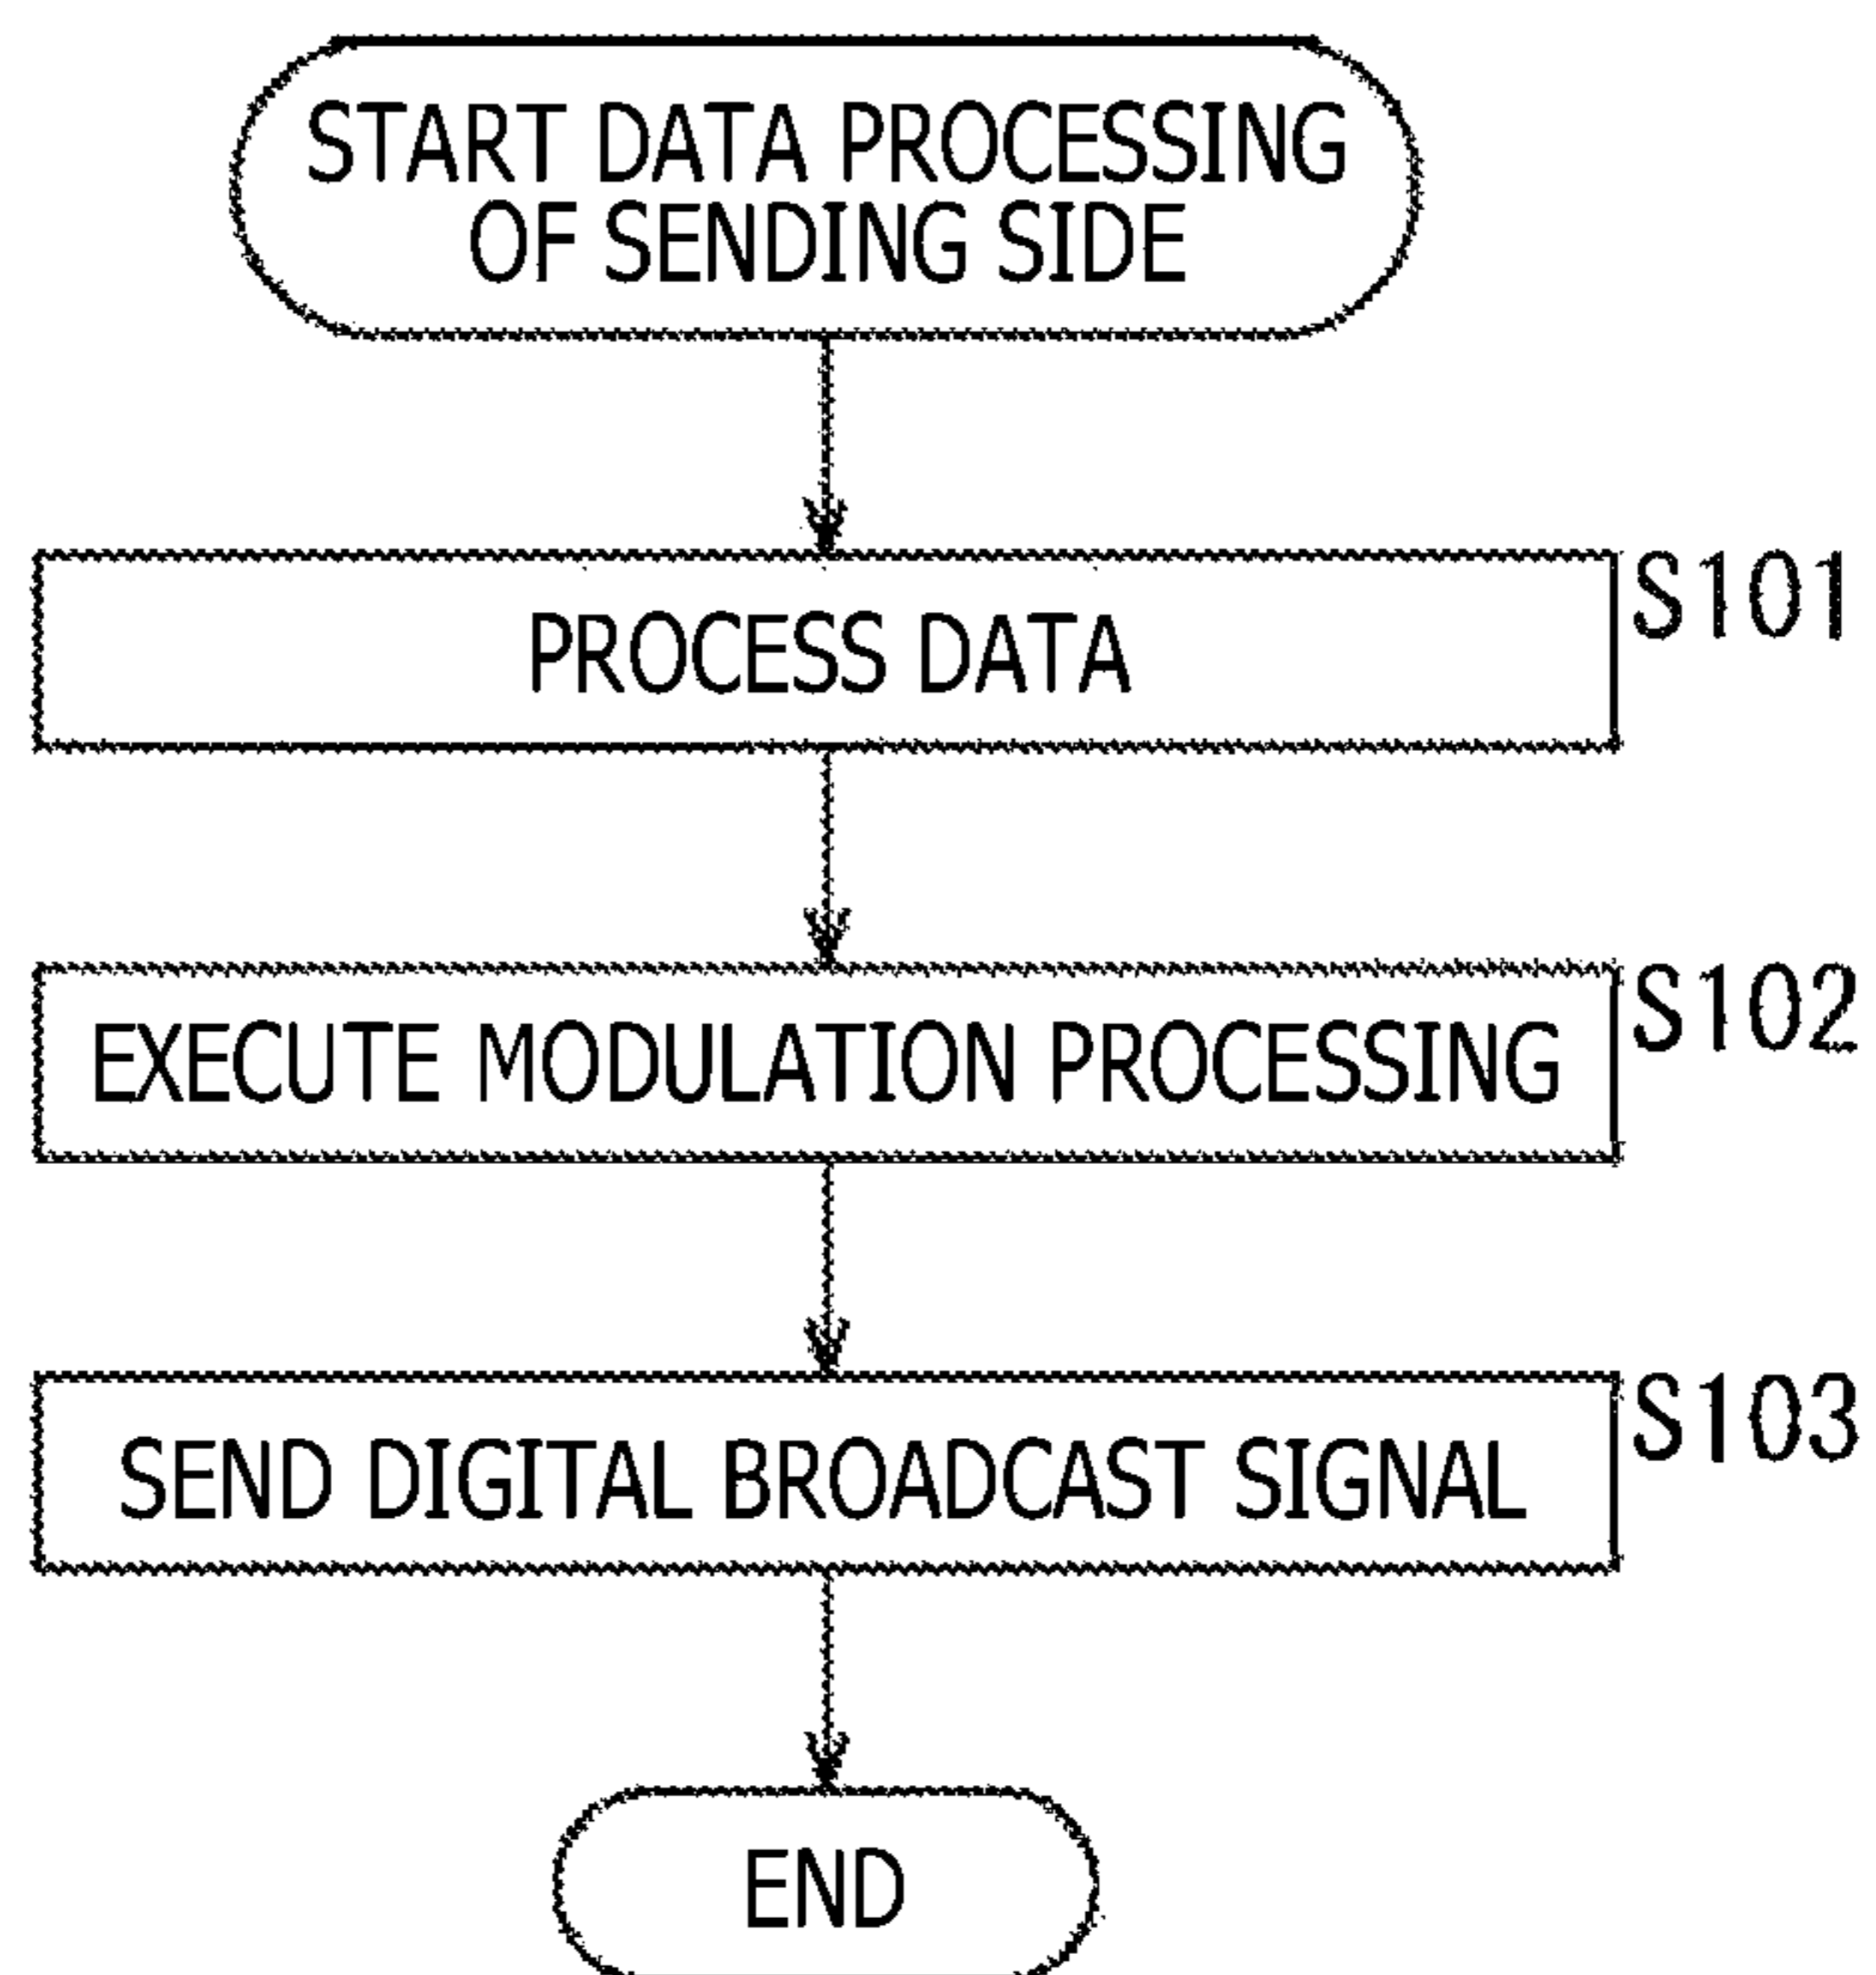 START DATA PROCESSING
OF SENDING SIDE
PROCESS DATA
S101
EXECUTE MODULATION PROCESSING
S102
SEND DIGITAL BROADCAST SIGNAL
S103
END